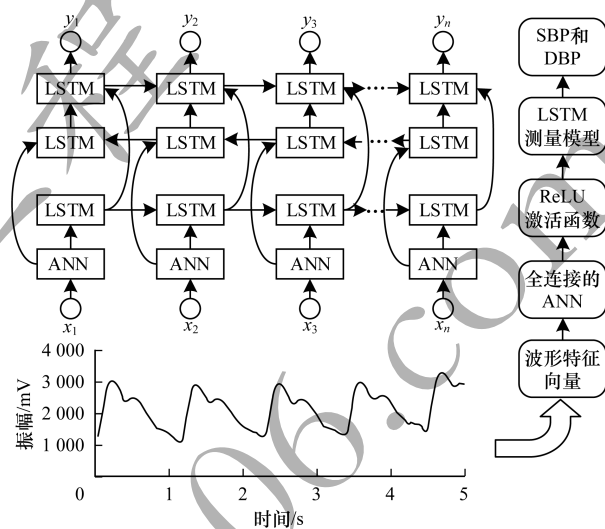 y1 y2 y3 yn
LSTM LSTM LSTM LSTM
LSTM LSTM LSTM LSTM
LSTM LSTM LSTM LSTM
ANN ANN ANN ANN
x1 x2 x3 xn
SBP和
DBP
LSTM
测量模型
ReLU
激活函数
全连接的
ANN
波形特征
向量
振幅/mV
4 000
3 000
2 000
1 000
0 1 2 3 4 5
时间/s
程
06.com